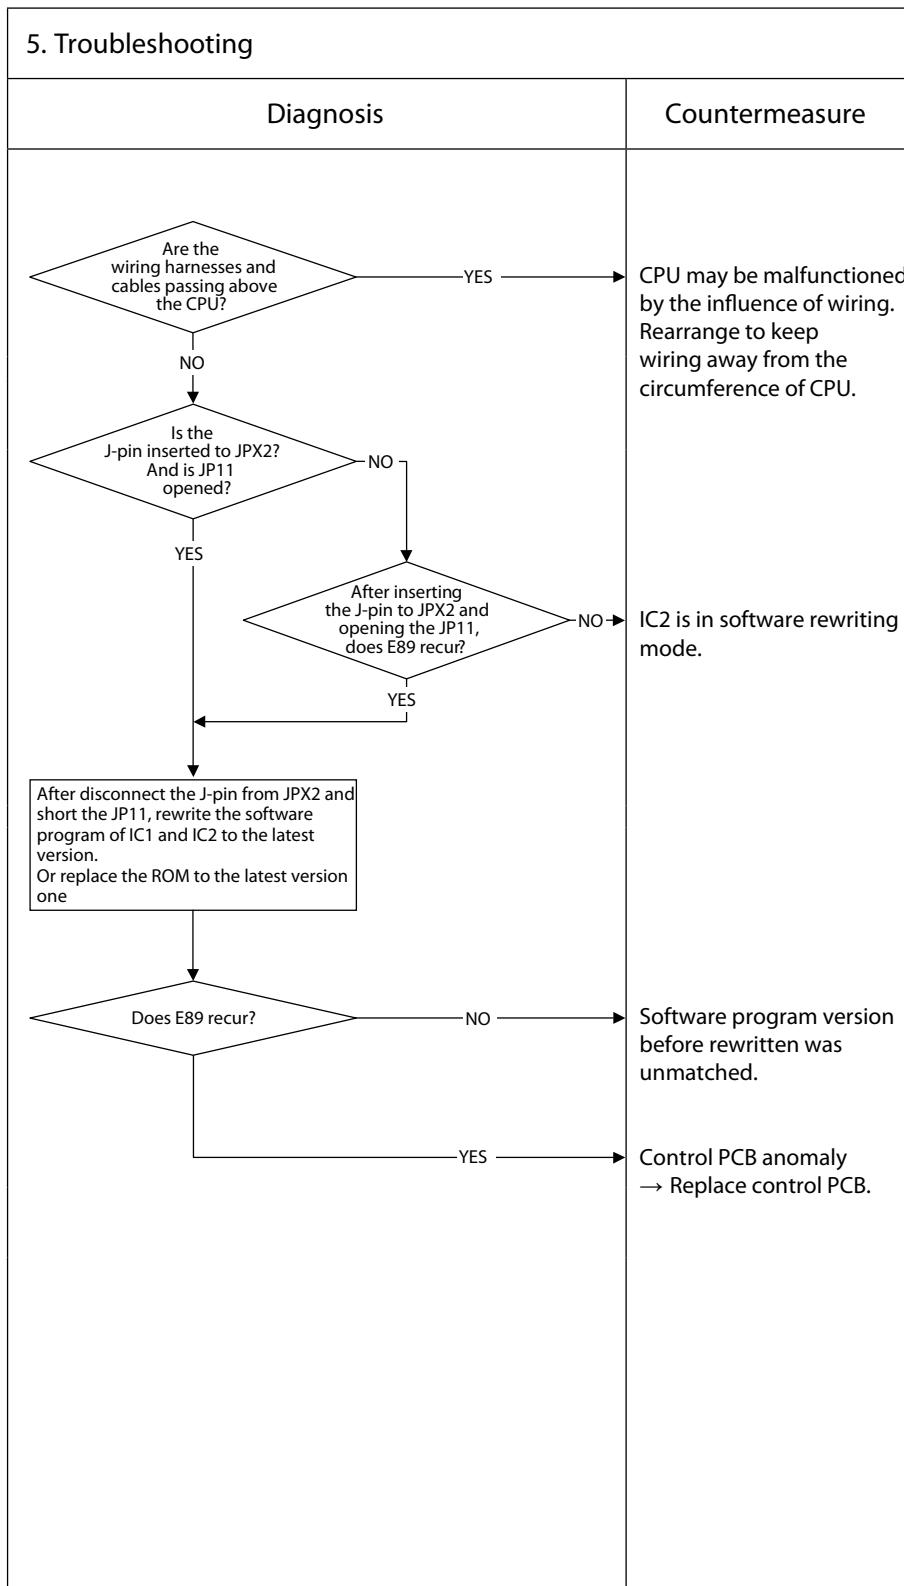 5. Troubleshooting
Diagnosis
Countermeasure
Are the
wiring harnesses and
cables passing above
the CPU?
YES
CPU may be malfunctioned
by the influence of wiring.
Rearrange to keep
wiring away from the
circumference of CPU.
NO
Is the
J-pin inserted to JPX2?
And is JP11
opened?
NO
YES
After inserting
the J-pin to JPX2 and
opening the JP11,
does E89 recur?
NO
IC2 is in software rewriting
mode.
YES
After disconnect the J-pin from JPX2 and
short the JP11, rewrite the software
program of IC1 and IC2 to the latest
version.
Or replace the ROM to the latest version
one
Does E89 recur?
NO
Software program version
before rewritten was
unmatched.
YES
Control PCB anomaly
→ Replace control PCB.